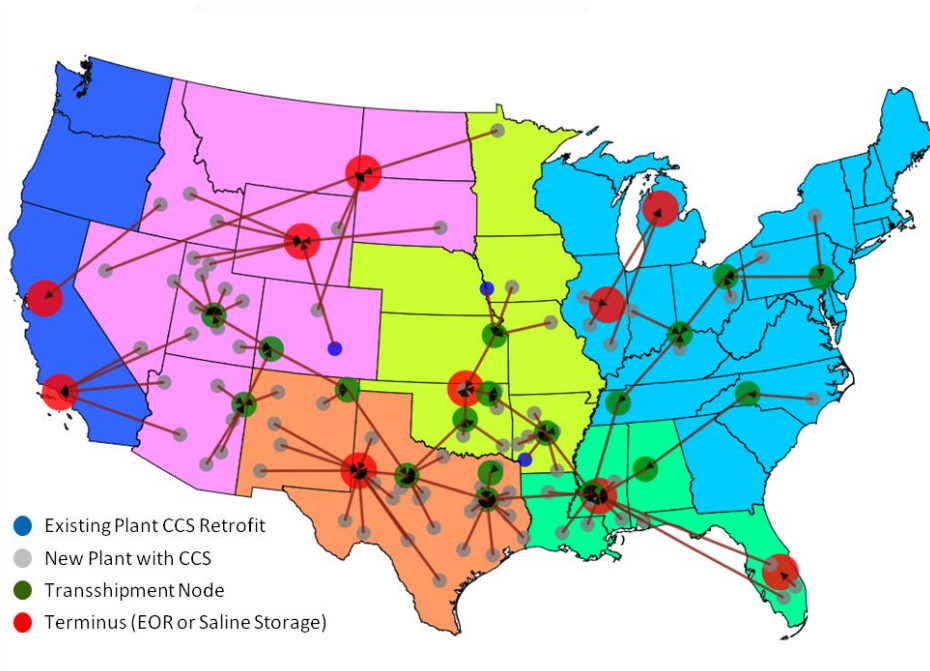 Existing Plant CCS Retrofit
New Plant with CCS
Transshipment Node
Terminus (EOR or Saline Storage)